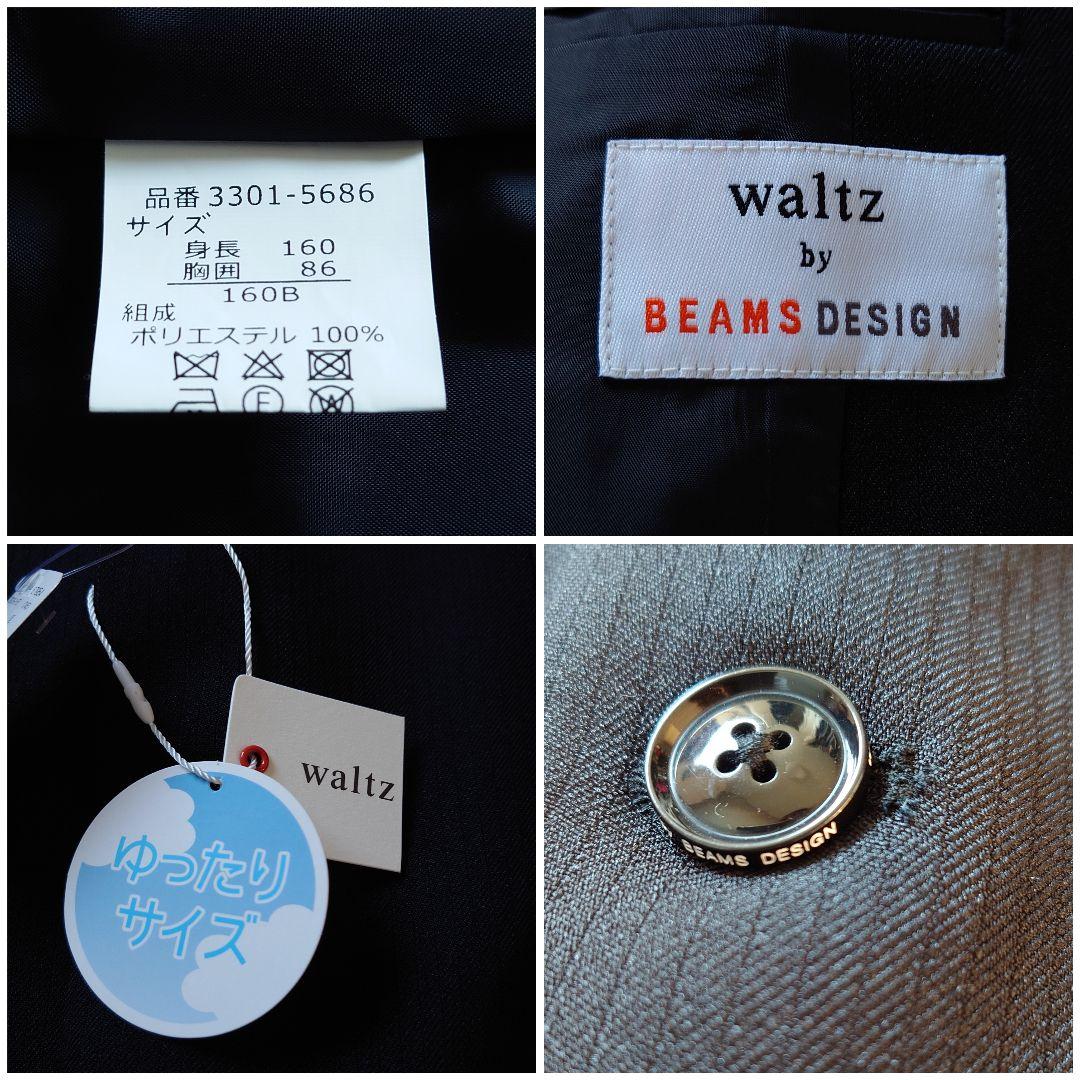 品番 3301-5686
サイズ
身長 160
胸囲 86
160B
組成
ポリエステル 100%
waltz
by
BEAMS DESIGN
waltz
ゆったり
サイズ
BEAMS DESIGN